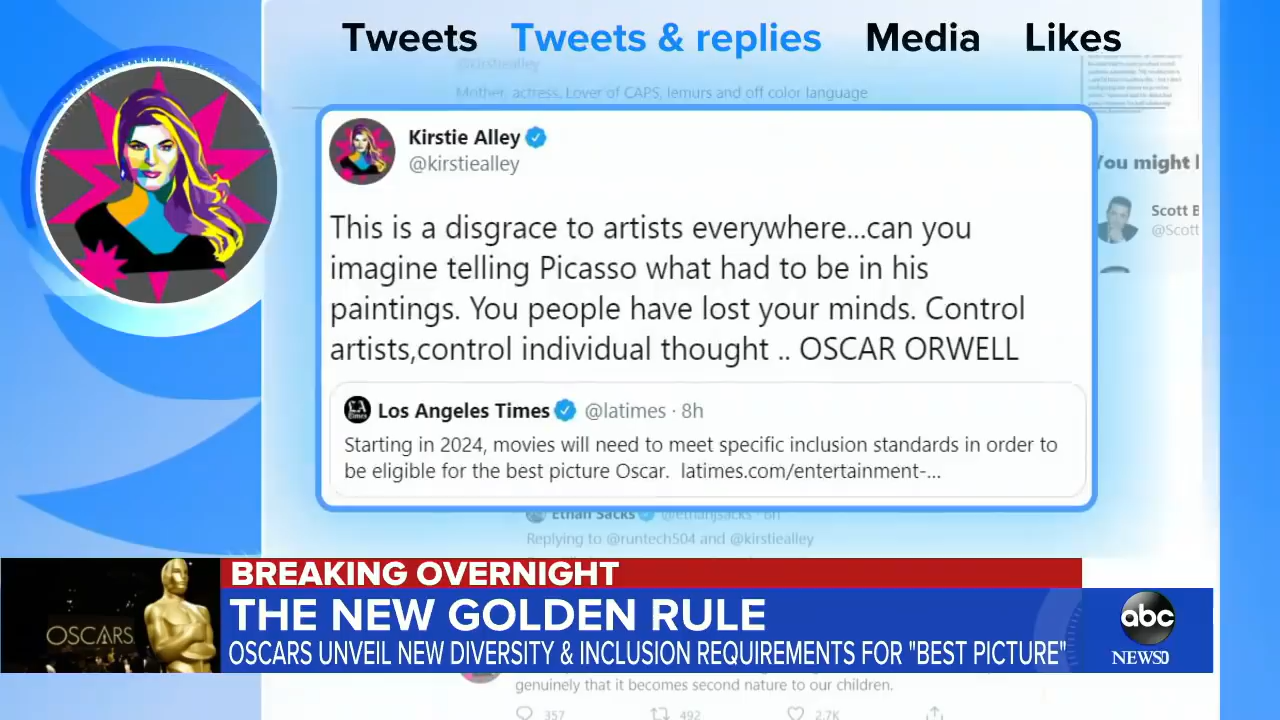 Tweets Tweets & replies Media Likes
@kirstiealley
Mother, actress, Lover of CAPS, lemurs and off color language
Kirstie Alley
@kirstiealley
This is a disgrace to artists everywhere...can you
imagine telling Picasso what had to be in his
paintings. You people have lost your minds. Control
artists,control individual thought .. OSCAR ORWELL
LA
Times
Los Angeles Times @latimes · 8h
Starting in 2024, movies will need to meet specific inclusion standards in order to
be eligible for the best picture Oscar. latimes.com/entertainment-...
You might l
Scott B
@Scott
Ethan Sacks @ethanjsacks · 6h
Replying to @runtech504 and @kirstiealley
BREAKING OVERNIGHT
OSCARS
THE NEW GOLDEN RULE
OSCARS UNVEIL NEW DIVERSITY & INCLUSION REQUIREMENTS FOR "BEST PICTURE"
abc
NEWS
genuinely that it becomes second nature to our children.
357 492 2.7K